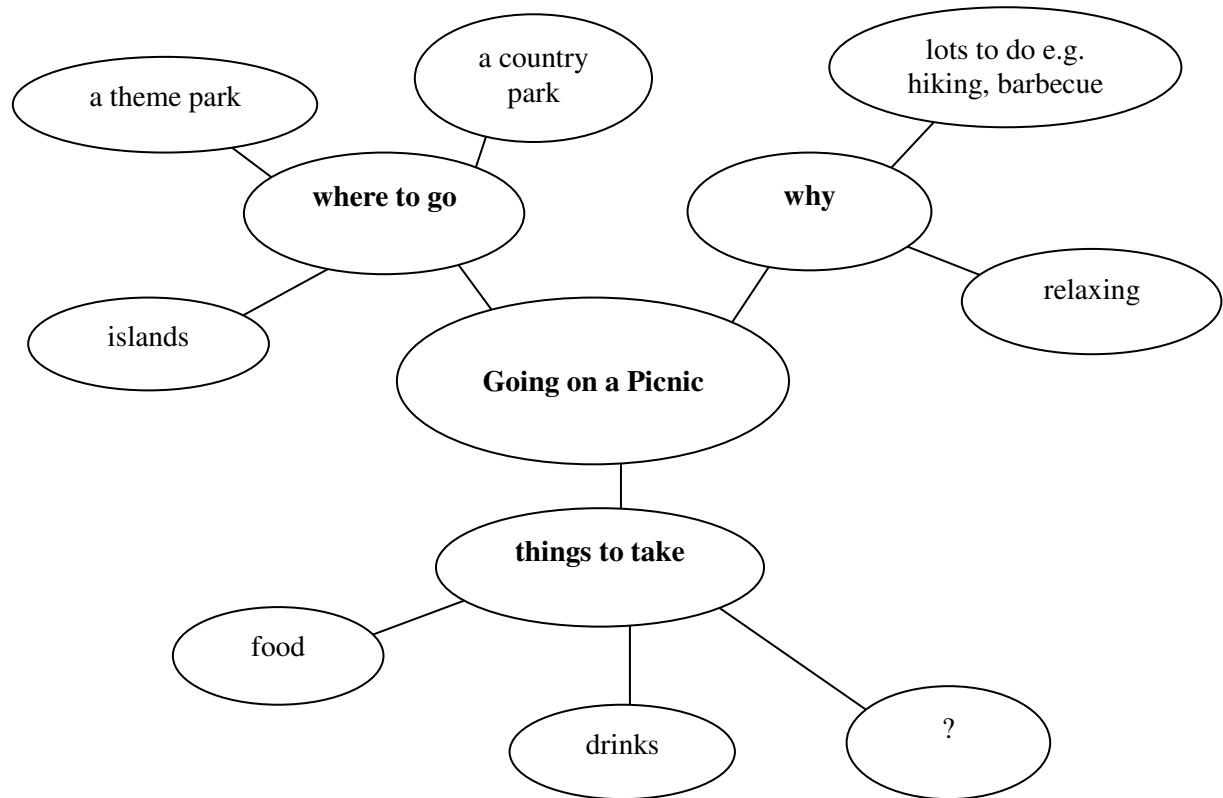 a theme park
a country
park
lots to do e.g.
hiking, barbecue
where to go
why
islands
relaxing
Going on a Picnic
things to take
food
drinks
?